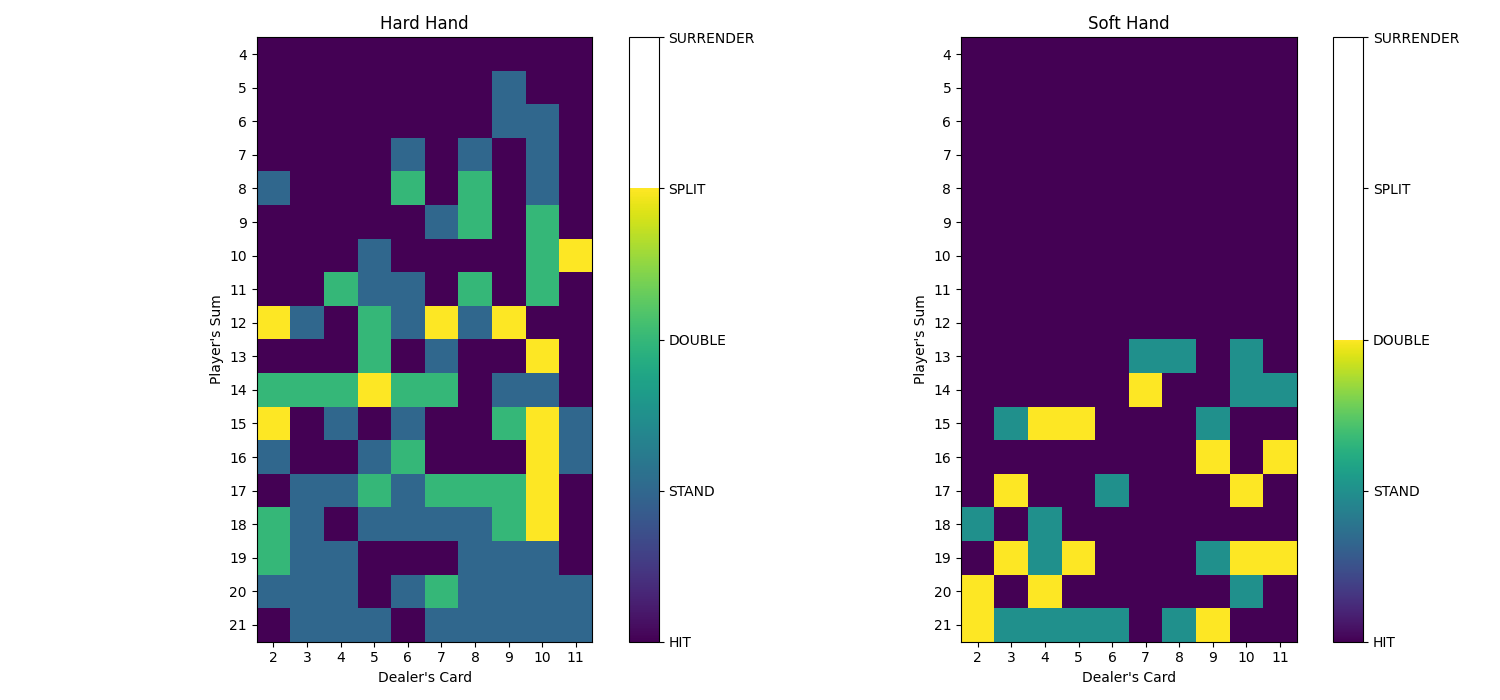 Hard Hand
4
5
6
7
8
9
10
11
12
13
14
15
16
17
18
19
20
21
Player's Sum
2 3 4 5 6 7 8 9 10 11
Dealer's Card
SURRENDER
SPLIT
DOUBLE
STAND
HIT
Soft Hand
4
5
6
7
8
9
10
11
12
13
14
15
16
17
18
19
20
21
Player's Sum
2 3 4 5 6 7 8 9 10 11
Dealer's Card
SURRENDER
SPLIT
DOUBLE
STAND
HIT